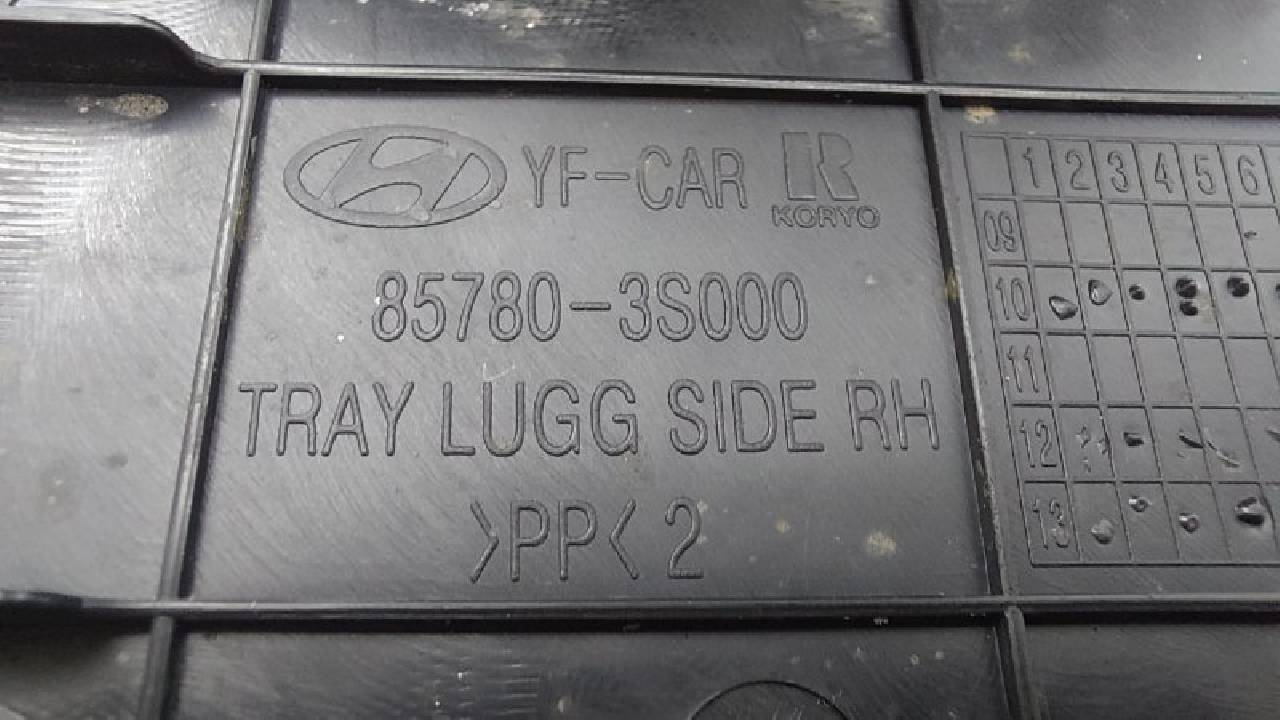 YF-CAR R KORYO
85780-3S000
TRAY LUGG SIDE RH
>PP< 2
1 2 3 4 5 6
09
10
11
12
13